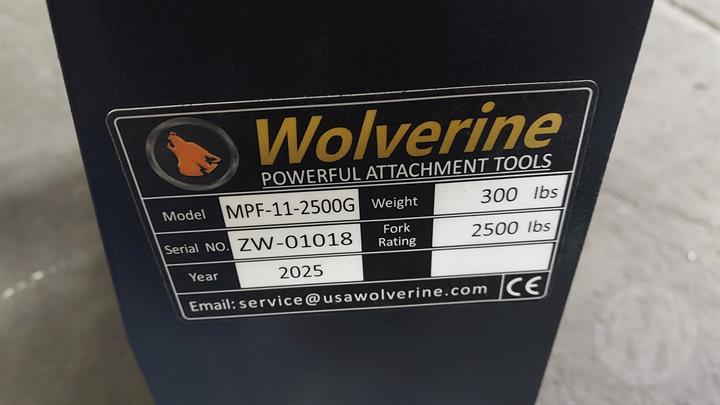 Wolverine
POWERFUL ATTACHMENT TOOLS
Model MPF-11-2500G Weight 300 lbs
Serial NO. ZW-01018 Fork Rating 2500 lbs
Year 2025
Email: service@usawolverine.com CE